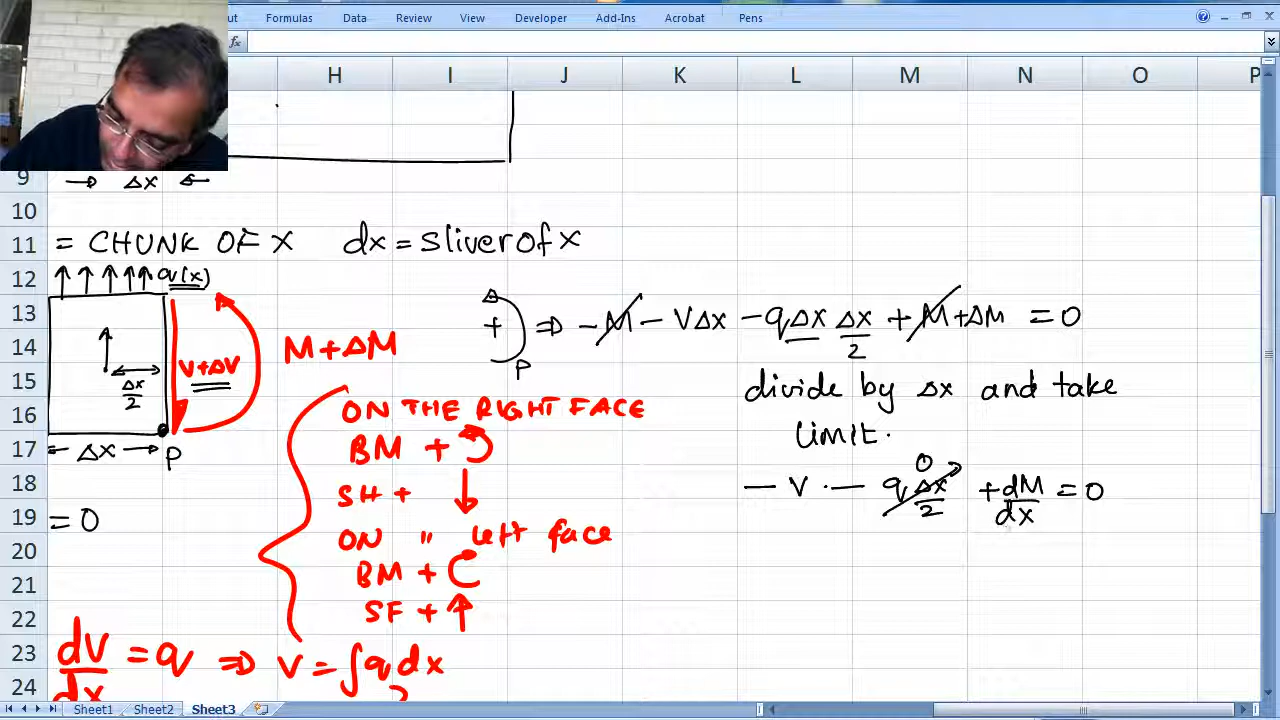 ut Formulas Data Review View Developer Add-Ins Acrobat Pens
fx
H I J K L M N O P
9 → Δx ←
10
11 = CHUNK OF X dx = sliver of x
12 q(x)
13 ⇒ -M - VΔx - qΔx Δx/2 + M + ΔM = 0
14 M+ΔM
+ P
V+ΔV
Δx/2
15 divide by Δx and take
16 ON THE RIGHT FACE
limit.
17 Δx P BM +
18 SH + ↓
- V - q Δx/2 0 + dM/dx = 0
19 = 0 ON " left face
20
21 BM +
22 SF + ↑
23 dV/dx = q ⇒ V = ∫q dx
24
Sheet1 Sheet2 Sheet3